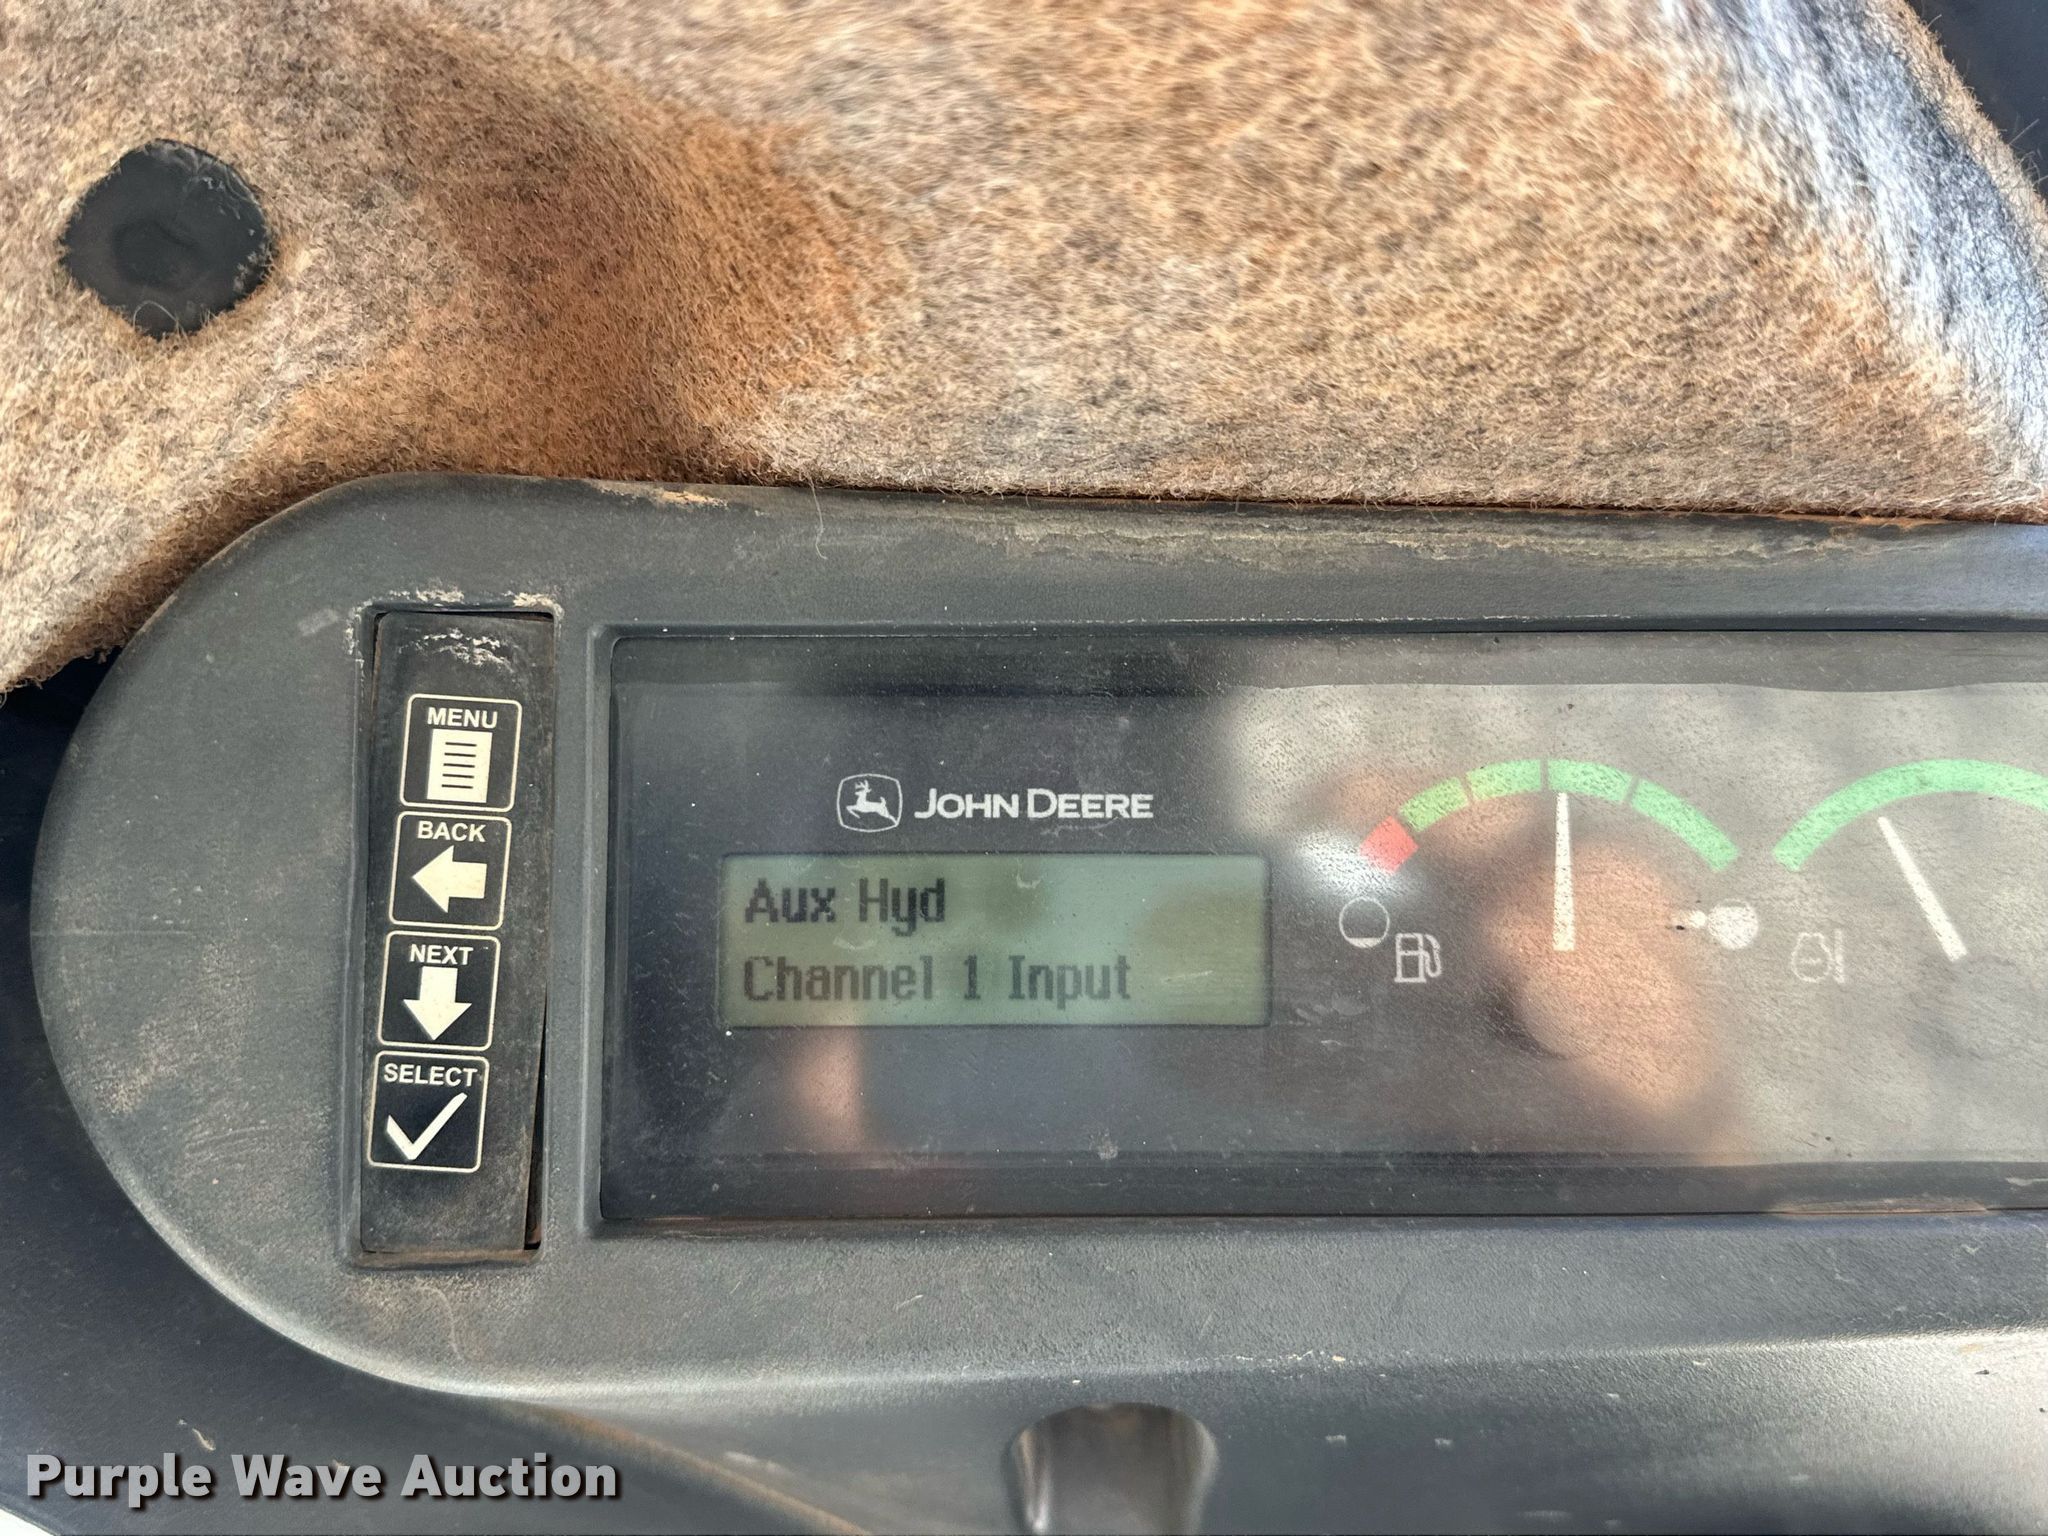 MENU
BACK
NEXT
SELECT
JOHN DEERE
Aux Hyd
Channel 1 Input
Purple Wave Auction